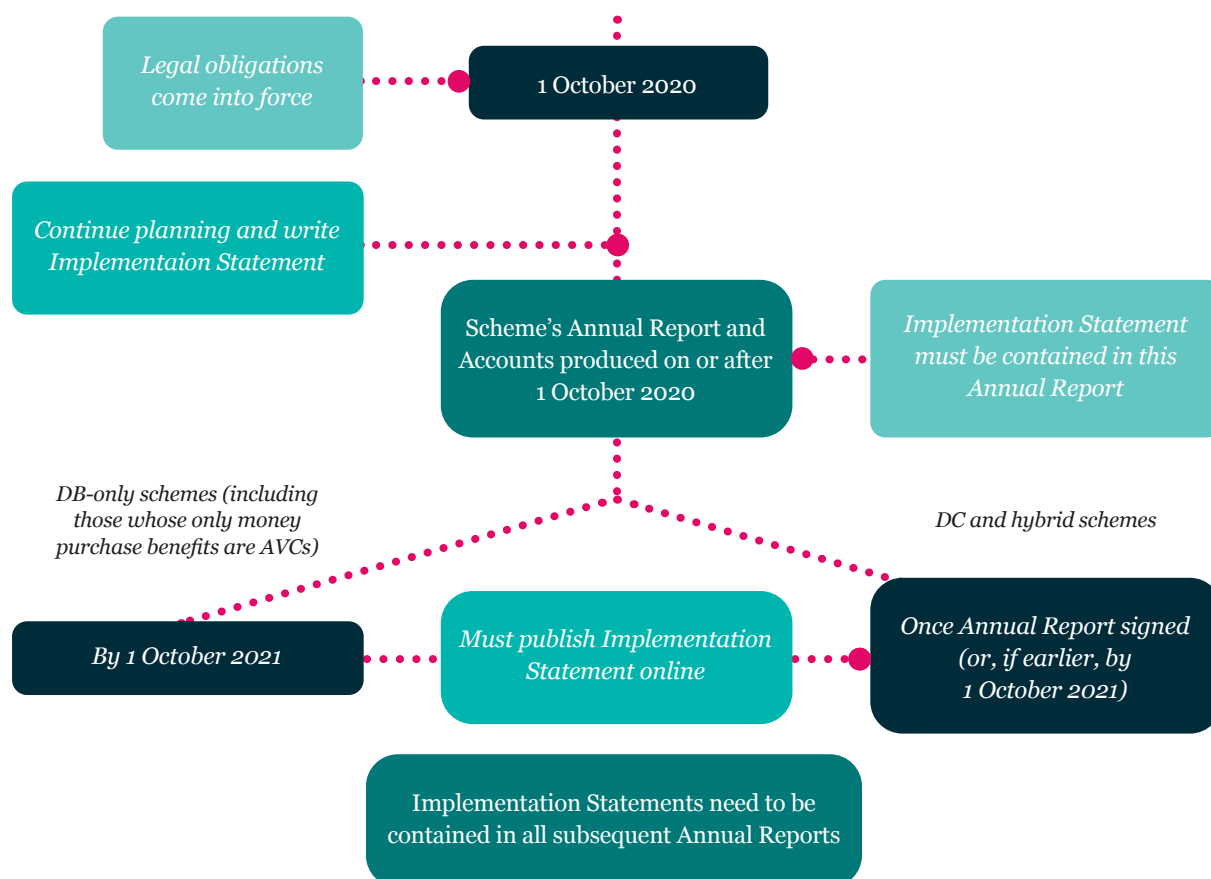 Legal obligations
come into force
1 October 2020
Continue planning and write
Implementaion Statement
Scheme’s Annual Report and
Accounts produced on or after
1 October 2020
Implementation Statement
must be contained in this
Annual Report
DB-only schemes (including
those whose only money
purchase benefits are AVCs)
DC and hybrid schemes
By 1 October 2021
Must publish Implementation
Statement online
Once Annual Report signed
(or, if earlier, by
1 October 2021)
Implementation Statements need to be
contained in all subsequent Annual Reports